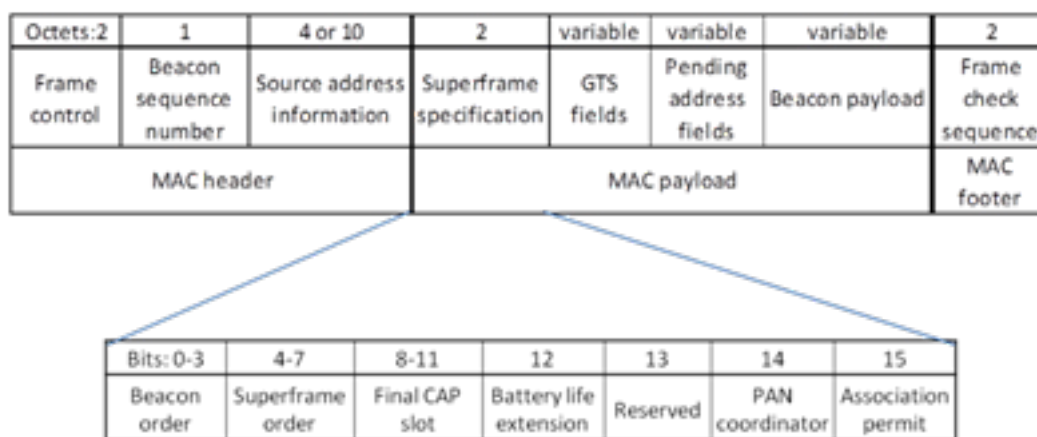 Octets:2 1 4 or 10 2 variable variable variable 2
Frame control Beacon sequence number Source address information Superframe specification GTS fields Pending address fields Beacon payload Frame check sequence
MAC header MAC payload MAC footer
Bits: 0-3 4-7 8-11 12 13 14 15
Beacon order Superframe order Final CAP slot Battery life extension Reserved PAN coordinator Association permit